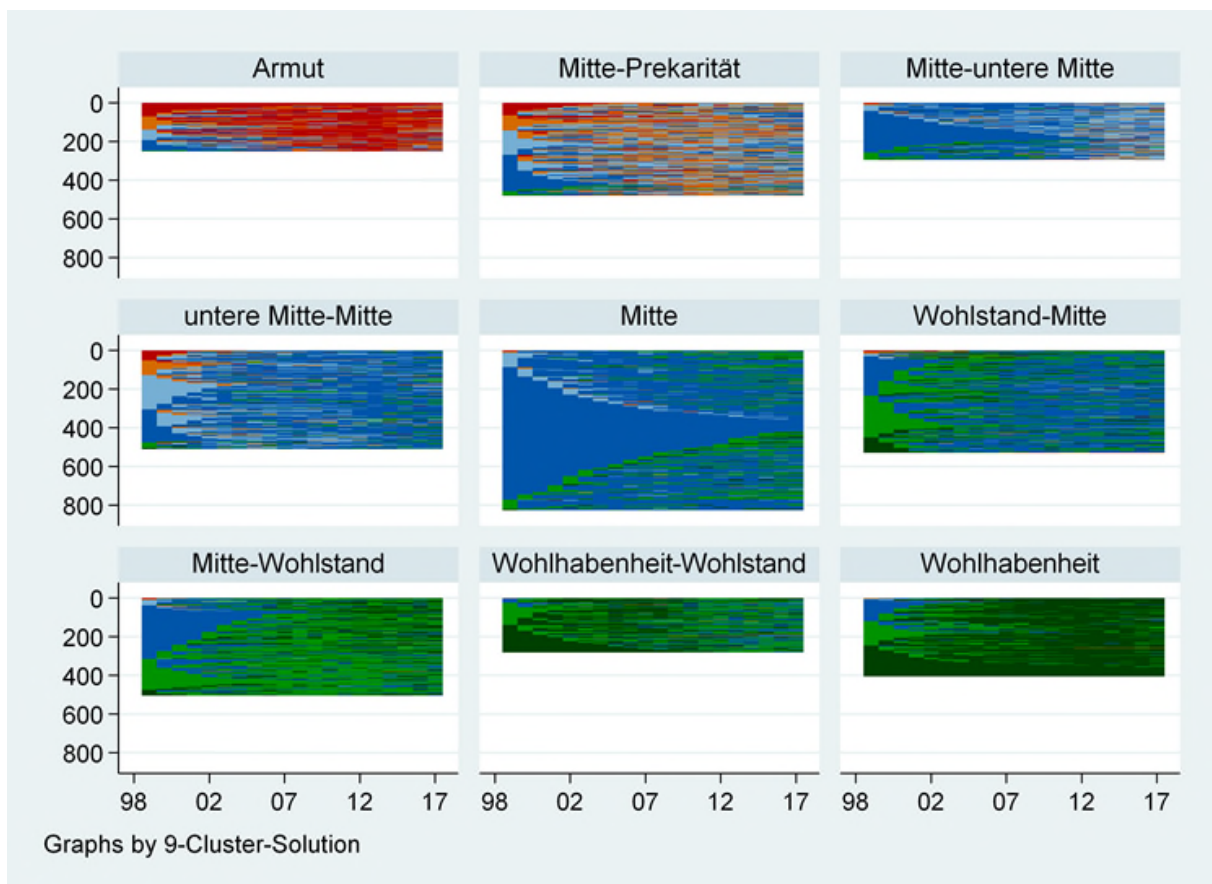 Armut
Mitte-Prekarität
Mitte-untere Mitte
0
200
400
600
800
untere Mitte-Mitte
Mitte
Wohlstand-Mitte
0
200
400
600
800
Mitte-Wohlstand
Wohlhabenheit-Wohlstand
Wohlhabenheit
0
200
400
600
800
98 02 07 12 17
98 02 07 12 17
98 02 07 12 17
Graphs by 9-Cluster-Solution